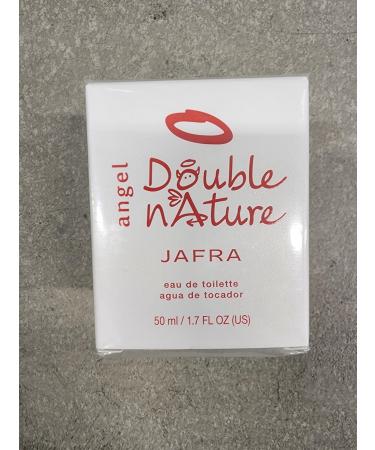 angel
Double
nAture
JAFRA
eau de toilette
agua de tocador
50 ml / 1.7 FL OZ (US)